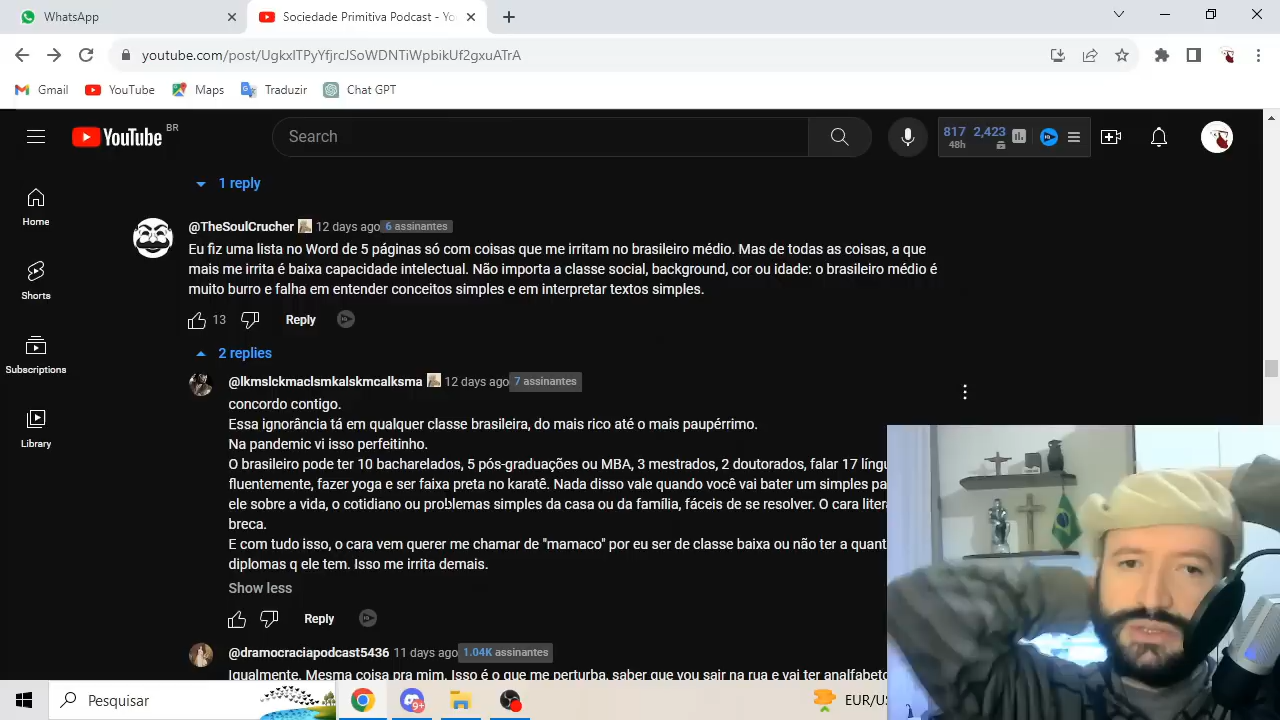 WhatsApp
Sociedade Primitiva Podcast - Yo
youtube.com/post/UgkxlTPyYfjrcJSoWDNTiWpbikUf2gxuATrA
Gmail YouTube Maps Traduzir Chat GPT
YouTube BR
Search
817 2,423
48h
1 reply
Home
Shorts
Subscriptions
Library
@TheSoulCrucher 12 days ago 6 assinantes
Eu fiz uma lista no Word de 5 páginas só com coisas que me irritam no brasileiro médio. Mas de todas as coisas, a que
mais me irrita é baixa capacidade intelectual. Não importa a classe social, background, cor ou idade: o brasileiro médio é
muito burro e falha em entender conceitos simples e em interpretar textos simples.
13 Reply
2 replies
@lkmslckmaclsmkalskmcalksma 12 days ago 7 assinantes
concordo contigo.
Essa ignorância tá em qualquer classe brasileira, do mais rico até o mais paupérrimo.
Na pandemic vi isso perfeitinho.
O brasileiro pode ter 10 bacharelados, 5 pós-graduações ou MBA, 3 mestrados, 2 doutorados, falar 17 língu
fluentemente, fazer yoga e ser faixa preta no karatê. Nada disso vale quando você vai bater um simples pa
ele sobre a vida, o cotidiano ou problemas simples da casa ou da família, fáceis de se resolver. O cara litera
breca.
E com tudo isso, o cara vem querer me chamar de "mamaco" por eu ser de classe baixa ou não ter a quant
diplomas q ele tem. Isso me irrita demais.
Show less
Reply
@dramocraciapodcast5436 11 days ago 1.04K assinantes
Igualmente. Mesma coisa pra mim. Isso é o que me perturba, saber que vou sair na rua e vai ter analfabeto
Pesquisar
9+
EUR/US